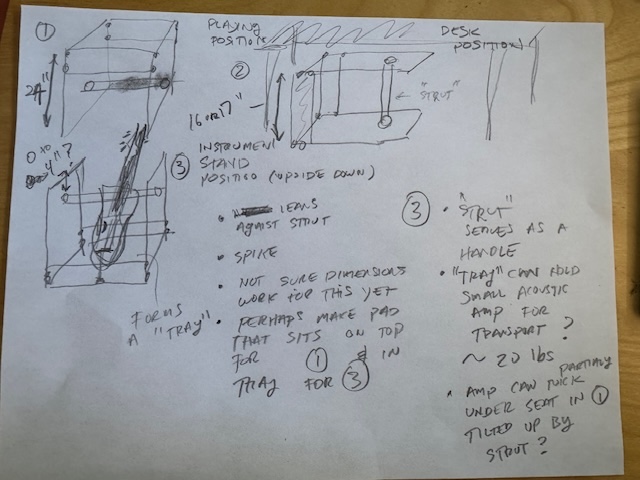 ①
PLAYING
POSITION
DESK
POSITION
24"
②
16 OR 17"
"STRUT"
0 TO
4"?
INSTRUMENT
STAND
POSITION (UPSIDE DOWN)
③
• LEANS
AGAINST STRUT
• SPIKE
• NOT SURE DIMENSIONS
WORK FOR THIS YET
• PERHAPS MAKE PAD
THAT SITS ON TOP
FOR ① & IN
TRAY FOR ③
FORMS
A "TRAY"
③ • "STRUT"
SERVES AS A
HANDLE
• "TRAY" CAN HOLD
SMALL ACOUSTIC
AMP FOR
TRANSPORT?
~ 20 lbs
• AMP CAN PARTIALLY
UNDER SEAT IN ①
TILTED UP BY
STRUT?